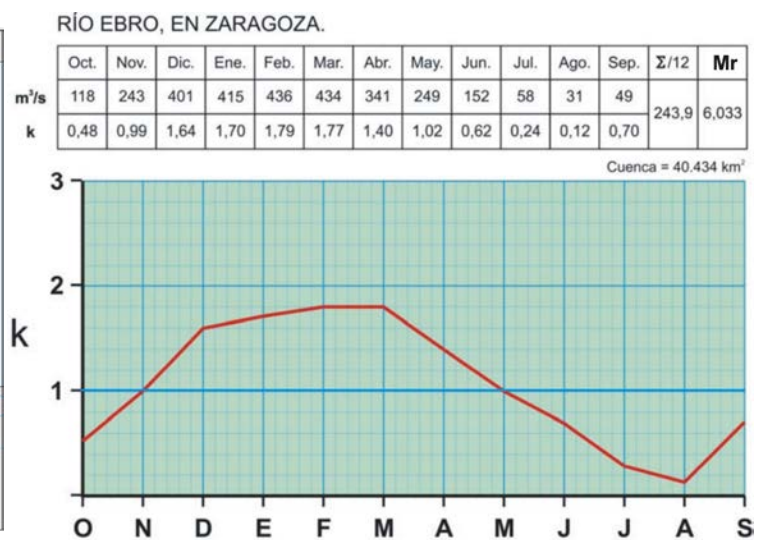 RÍO EBRO, EN ZARAGOZA.
Oct. Nov. Dic. Ene. Feb. Mar. Abr. May. Jun. Jul. Ago. Sep. Σ/12 Mr
m³/s 118 243 401 415 436 434 341 249 152 58 31 49 243,9 6,033
k 0,48 0,99 1,64 1,70 1,79 1,77 1,40 1,02 0,62 0,24 0,12 0,70
Cuenca = 40.434 km²
3
2
k
1
O N D E F M A M J J A S